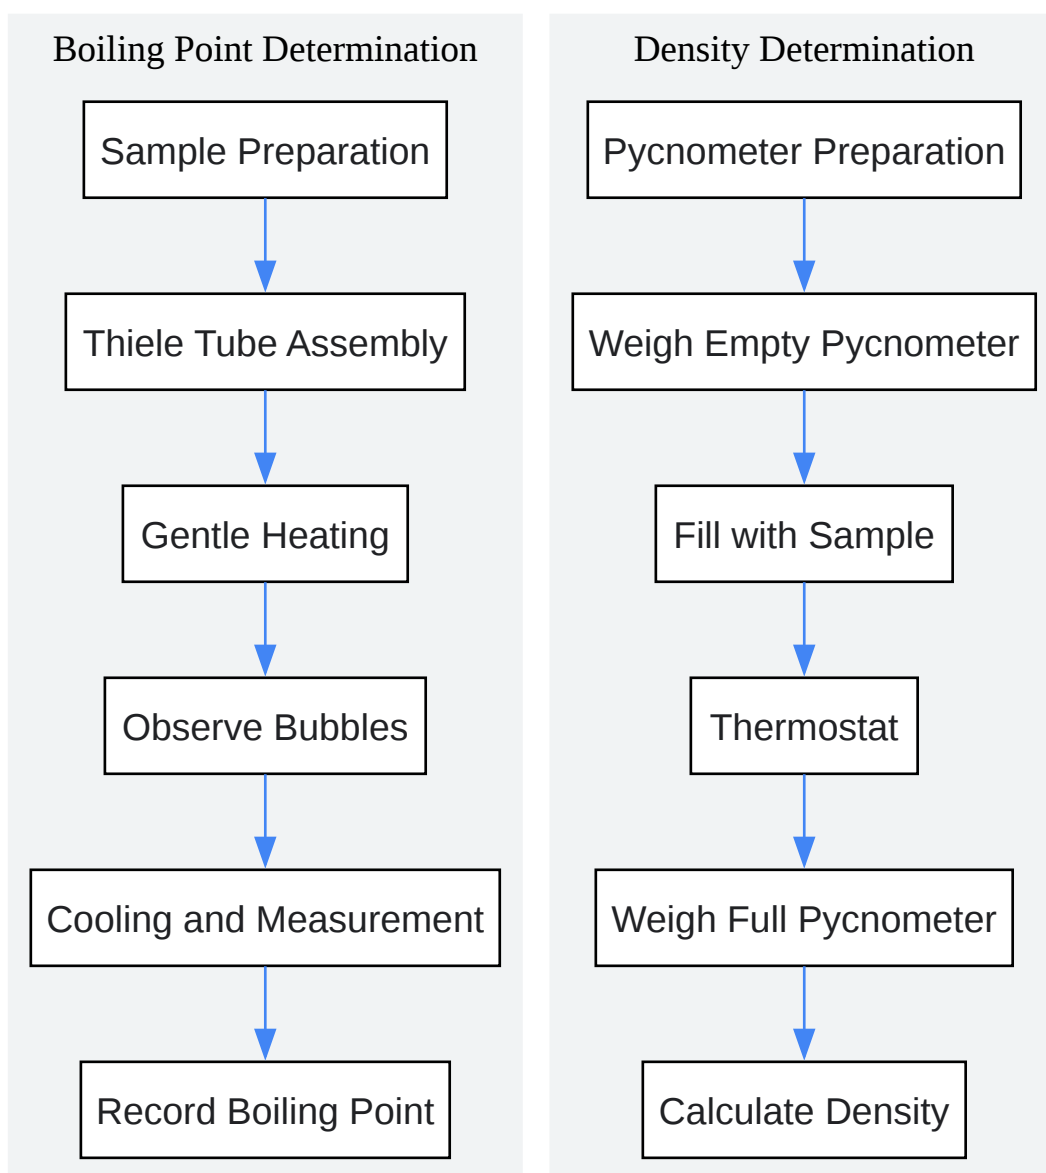 Boiling Point Determination
Sample Preparation
Thiele Tube Assembly
Gentle Heating
Observe Bubbles
Cooling and Measurement
Record Boiling Point
Density Determination
Pycnometer Preparation
Weigh Empty Pycnometer
Fill with Sample
Thermostat
Weigh Full Pycnometer
Calculate Density